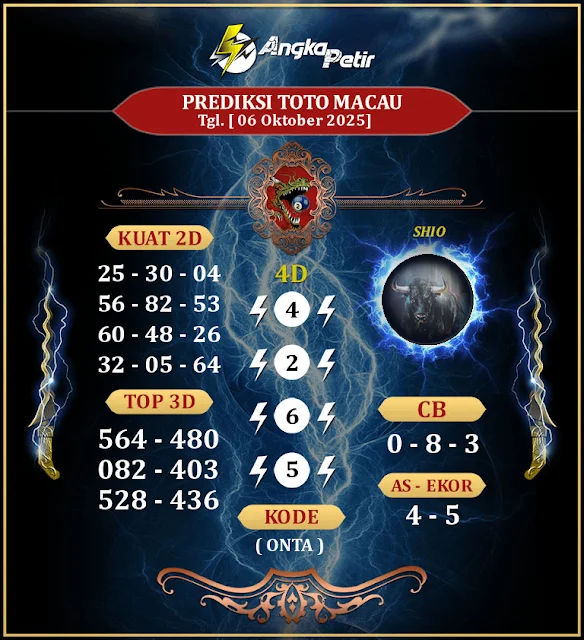 Angka Petir
PREDIKSI TOTO MACAU
Tgl. [ 06 Oktober 2025]
KUAT 2D
25 - 30 - 04
56 - 82 - 53
60 - 48 - 26
32 - 05 - 64
TOP 3D
564 - 480
082 - 403
528 - 436
4D
4
2
6
5
KODE
( ONTA )
SHIO
CB
0 - 8 - 3
AS - EKOR
4 - 5